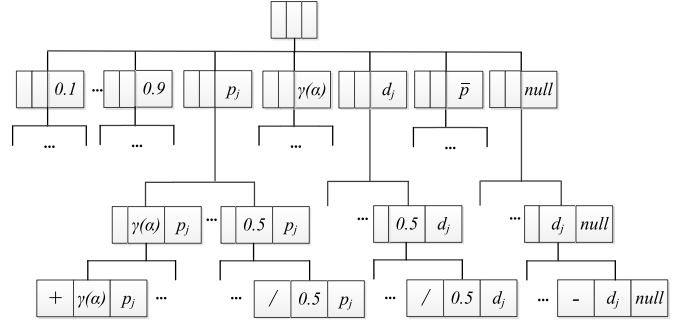 0.1 ... 0.9 p_j γ(α) d_j p̅ null
... ... ... ...
γ(α) p_j ... 0.5 p_j ... 0.5 d_j ... d_j null
+ γ(α) p_j ... ... / 0.5 p_j ... / 0.5 d_j ... - d_j null